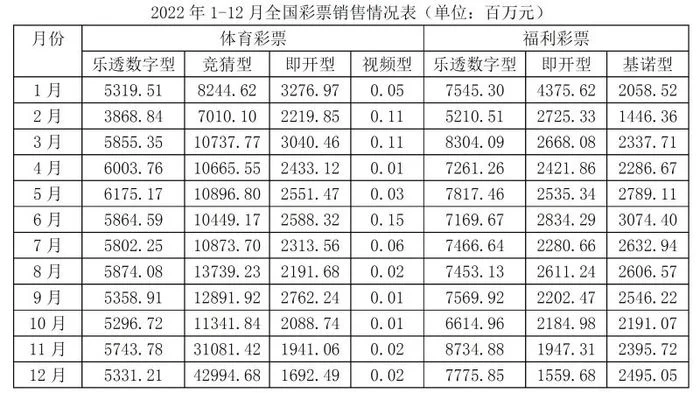 2022 年 1-12 月全国彩票销售情况表（单位：百万元）
月份 体育彩票 福利彩票
乐透数字型 竞猜型 即开型 视频型 乐透数字型 即开型 基诺型
1 月 5319.51 8244.62 3276.97 0.05 7545.30 4375.62 2058.52
2 月 3868.84 7010.10 2219.85 0.11 5210.51 2725.33 1446.36
3 月 5855.35 10737.77 3040.46 0.11 8304.09 2668.08 2337.71
4 月 6003.76 10665.55 2433.12 0.01 7261.26 2421.86 2286.67
5 月 6175.17 10896.80 2551.47 0.03 7817.46 2535.34 2789.11
6 月 5864.59 10449.17 2588.32 0.15 7169.67 2834.29 3074.40
7 月 5802.25 10873.70 2313.56 0.06 7466.64 2280.66 2632.94
8 月 5874.08 13739.23 2191.68 0.02 7453.13 2611.24 2606.57
9 月 5358.91 12891.92 2762.24 0.01 7569.92 2202.47 2546.22
10 月 5296.72 11341.84 2088.74 0.01 6614.96 2184.98 2191.07
11 月 5743.78 31081.42 1941.06 0.02 8734.88 1947.31 2395.72
12 月 5331.21 42994.68 1692.49 0.02 7775.85 1559.68 2495.05